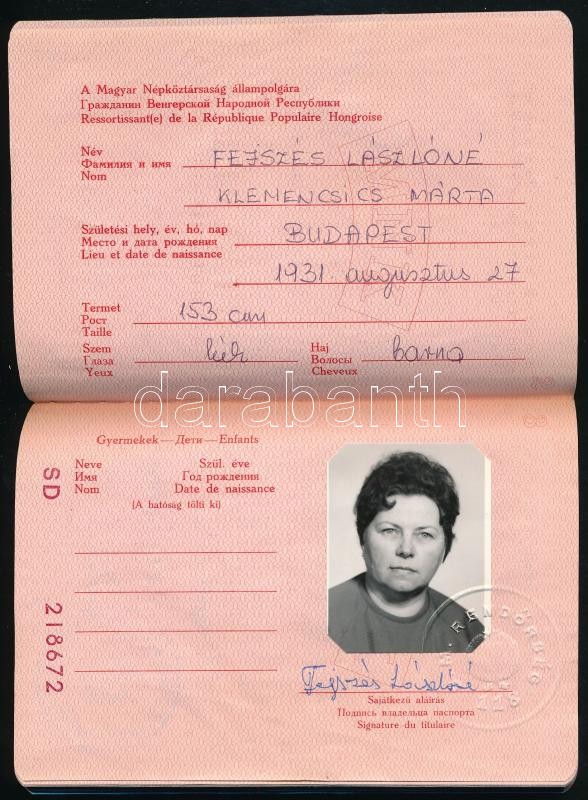 A Magyar Népköztársaság állampolgára
Гражданин Венгерской Народной Республики
Ressortissant(e) de la République Populaire Hongroise
Név
Фамилия и имя
Nom
FEJSZÉS LÁSZLÓNÉ
KLEMENCSICS MÁRTA
Születési hely, év, hó, nap
Место и дата рождения
Lieu et date de naissance
BUDAPEST
1931 augusztus 27
Termet
Рост
Taille
153 cm
Szem
Глаза
Yeux
kék
Haj
Волосы
Cheveux
barna
darabanth
Gyermekek — Дети — Enfants
Neve
Имя
Nom
Szül. éve
Год рождения
Date de naissance
(A hatóság tölti ki)
SD 218672
Fejszés Lászlóné
Sajátkezű aláírás
Подпись владельца паспорта
Signature du titulaire